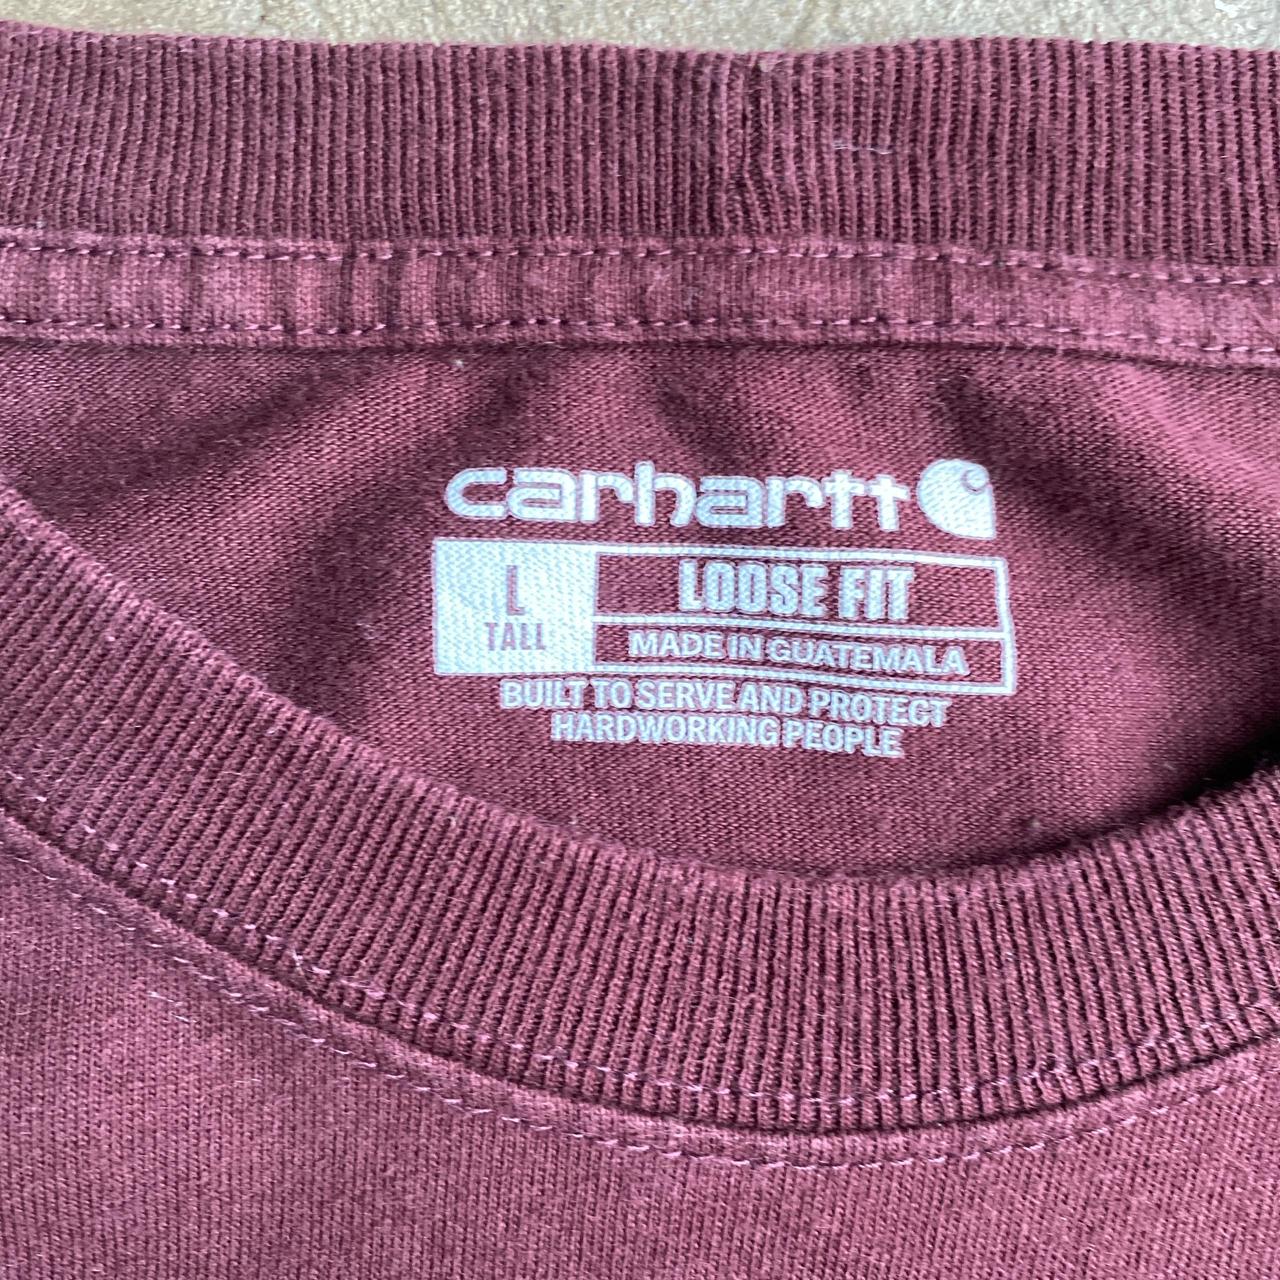 carhartt
L
TALL
LOOSE FIT
MADE IN GUATEMALA
BUILT TO SERVE AND PROTECT
HARDWORKING PEOPLE